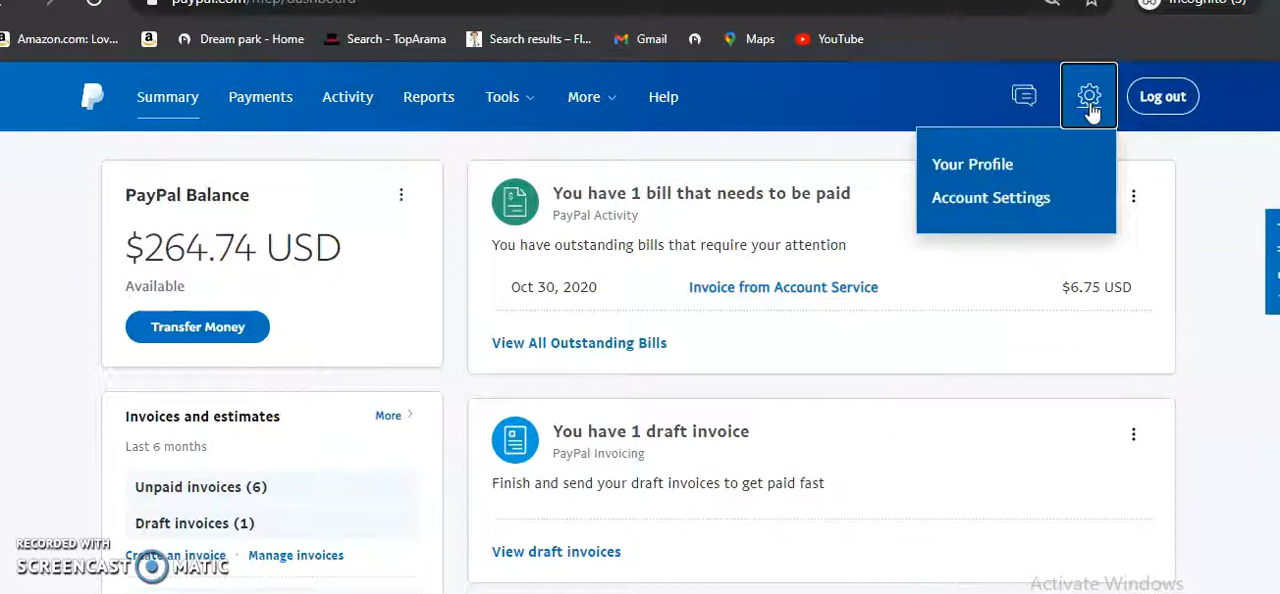 Amazon.com: Lov...
Dream park - Home
Search - TopArama
Search results – Fl...
Gmail
Maps
YouTube
Summary
Payments
Activity
Reports
Tools
More
Help
Log out
Your Profile
Account Settings
PayPal Balance
$264.74 USD
Available
Transfer Money
You have 1 bill that needs to be paid
PayPal Activity
You have outstanding bills that require your attention
Oct 30, 2020 Invoice from Account Service $6.75 USD
View All Outstanding Bills
Invoices and estimates More
Last 6 months
Unpaid invoices (6)
Draft invoices (1)
Create an invoice · Manage invoices
You have 1 draft invoice
PayPal Invoicing
Finish and send your draft invoices to get paid fast
View draft invoices
RECORDED WITH
SCREENCAST MATIC
Activate Windows